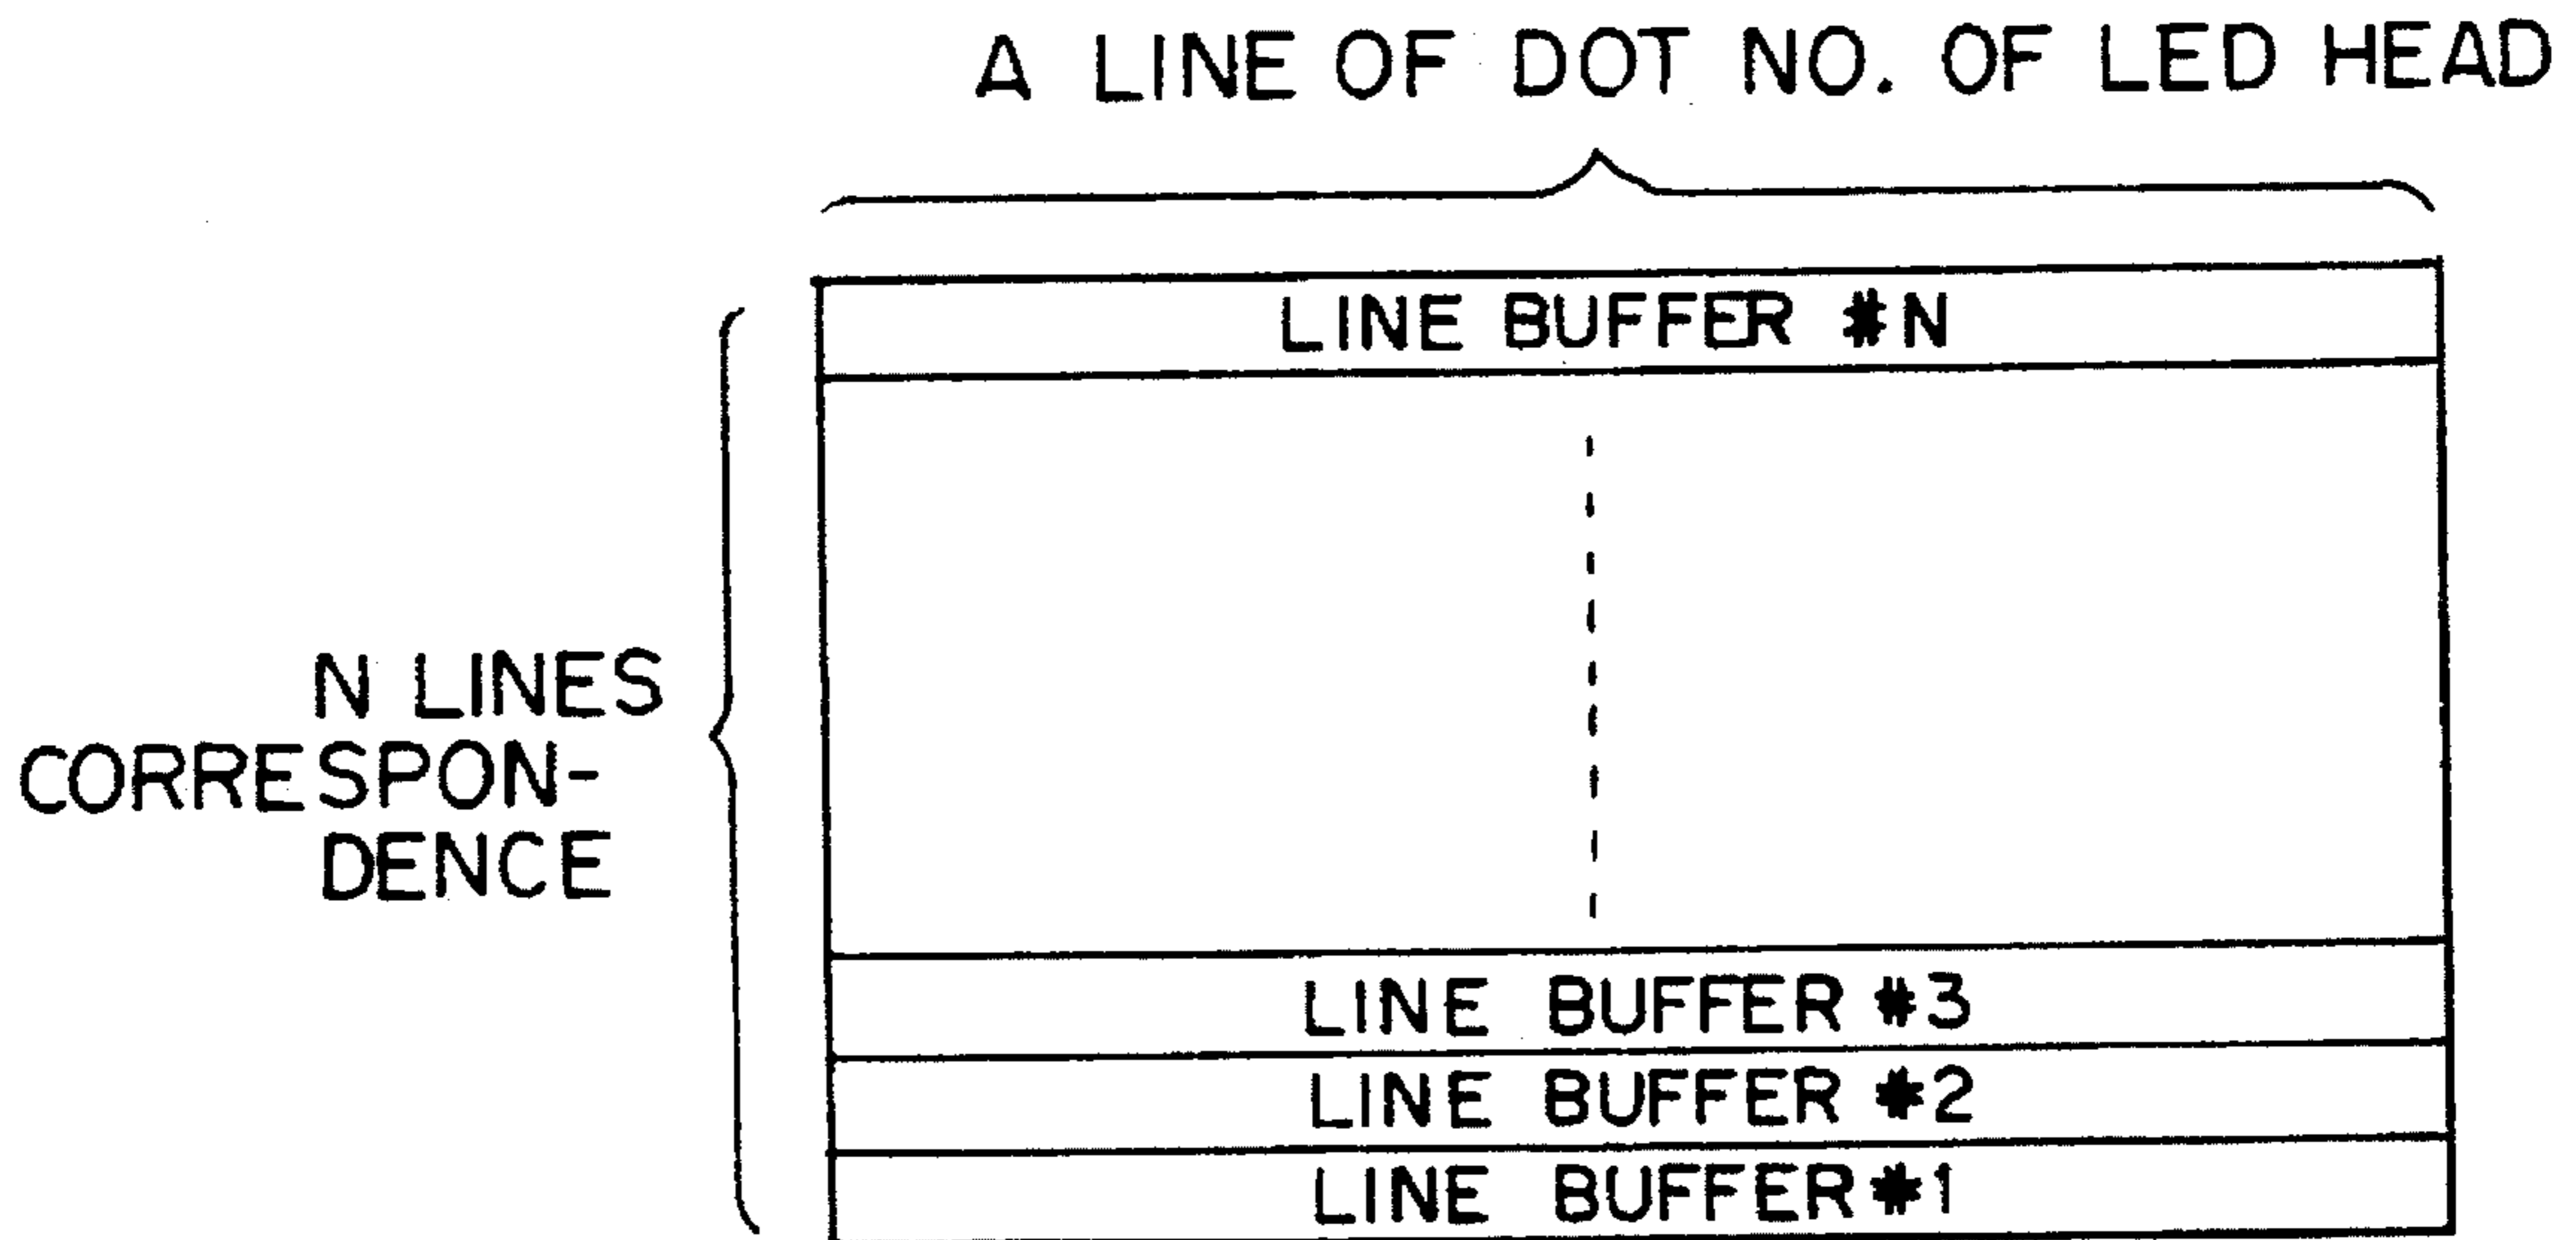 A LINE OF DOT NO. OF LED HEAD
LINE BUFFER #N
N LINES
CORRESPON-
DENCE
LINE BUFFER #3
LINE BUFFER #2
LINE BUFFER #1